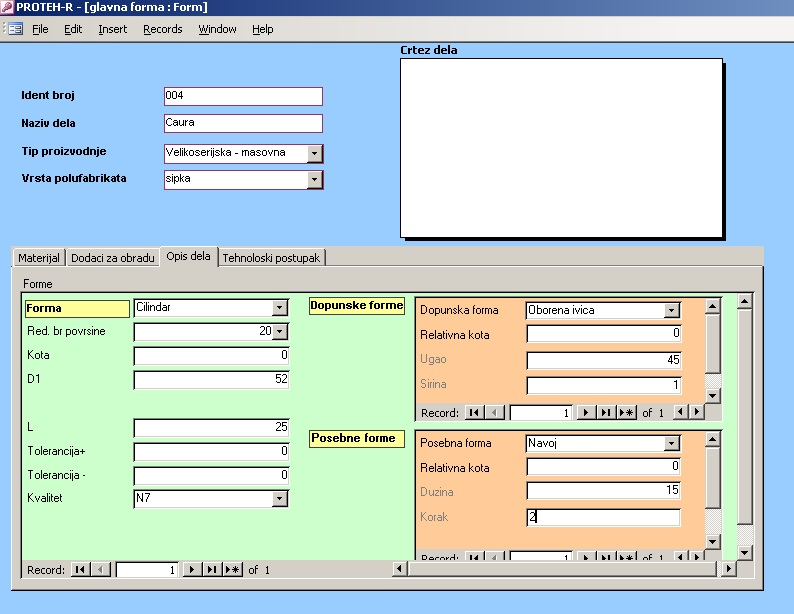 PROTEH-R - [glavna forma : Form]
File Edit Insert Records Window Help
Crtez dela
Ident broj 004
Naziv dela Caura
Tip proizvodnje Velikoserijska - masovna
Vrsta polufabrikata sipka
Materijal Dodaci za obradu Opis dela Tehnoloski postupak
Forme
Forma Cilindar
Red. br povrsine 20
Kota 0
D1 52
L 25
Tolerancija+ 0
Tolerancija - 0
Kvalitet N7
Dopunske forme
Dopunska forma Oborena ivica
Relativna kota 0
Ugao 45
Sirina 1
Record: 1 of 1
Posebne forme
Posebna forma Navoj
Relativna kota 0
Duzina 15
Korak 2
Record: 1 of 1
Record: 1 of 1